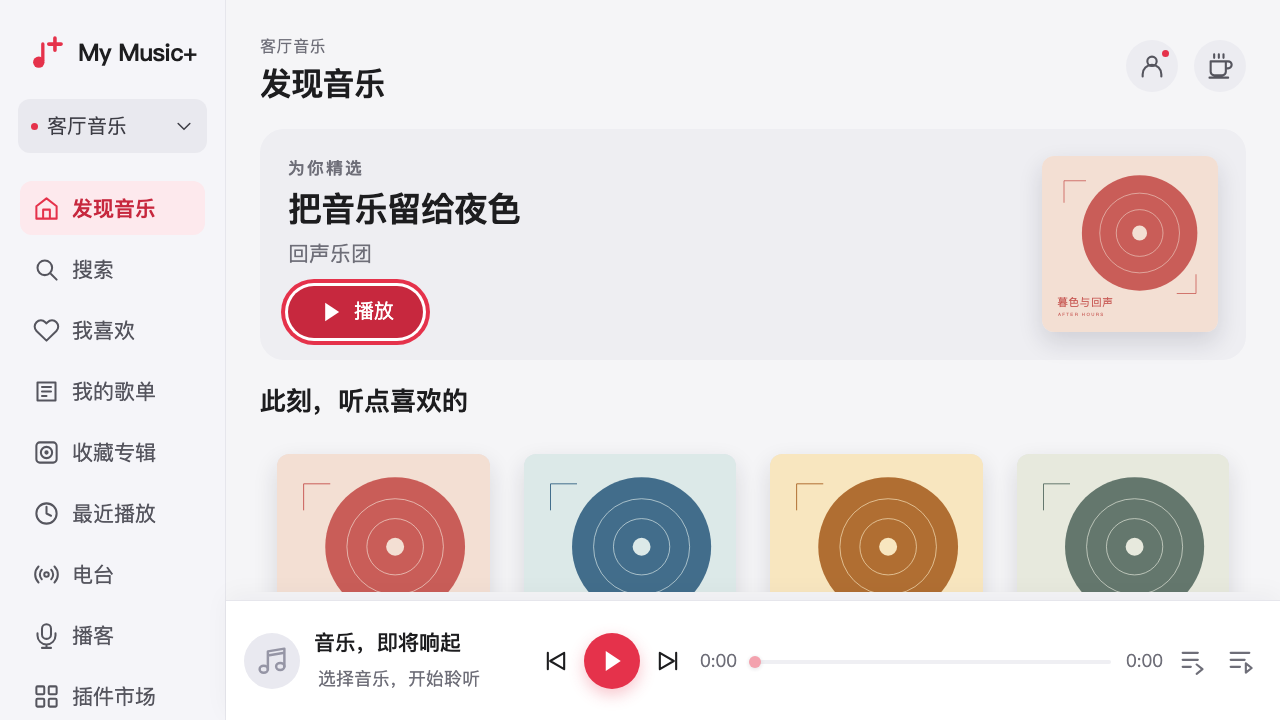 My Music+
客厅音乐
发现音乐
搜索
我喜欢
我的歌单
收藏专辑
最近播放
电台
播客
插件市场
客厅音乐
发现音乐
为你精选
把音乐留给夜色
回声乐团
播放
暮色与回声
AFTER HOURS
此刻，听点喜欢的
音乐，即将响起
选择音乐，开始聆听
0:00
0:00